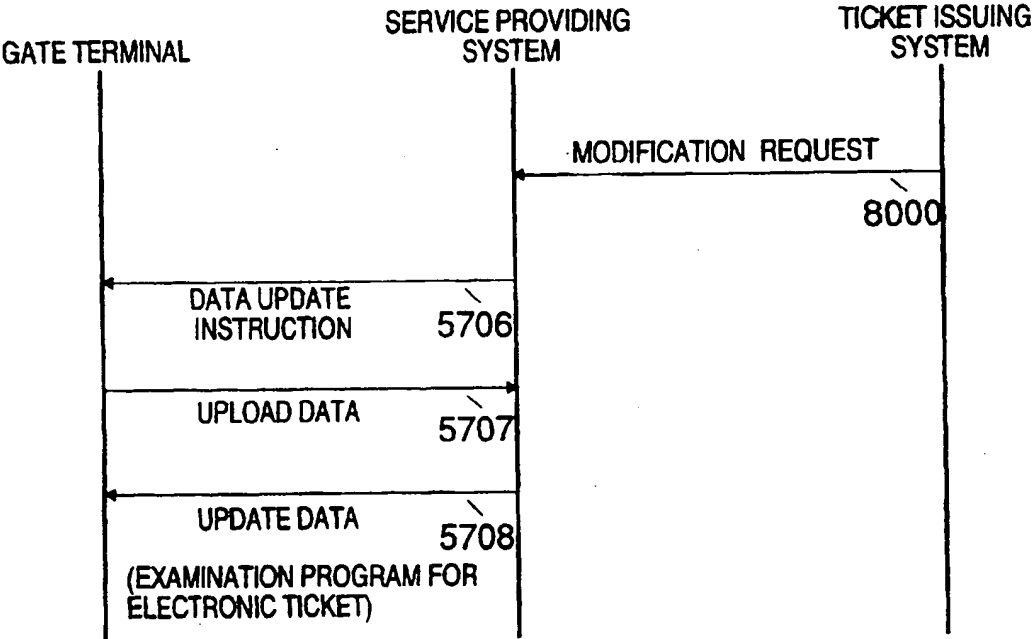 GATE TERMINAL
SERVICE PROVIDING
SYSTEM
TICKET ISSUING
SYSTEM
MODIFICATION REQUEST
8000
DATA UPDATE
INSTRUCTION
5706
UPLOAD DATA
5707
UPDATE DATA
5708
(EXAMINATION PROGRAM FOR
ELECTRONIC TICKET)